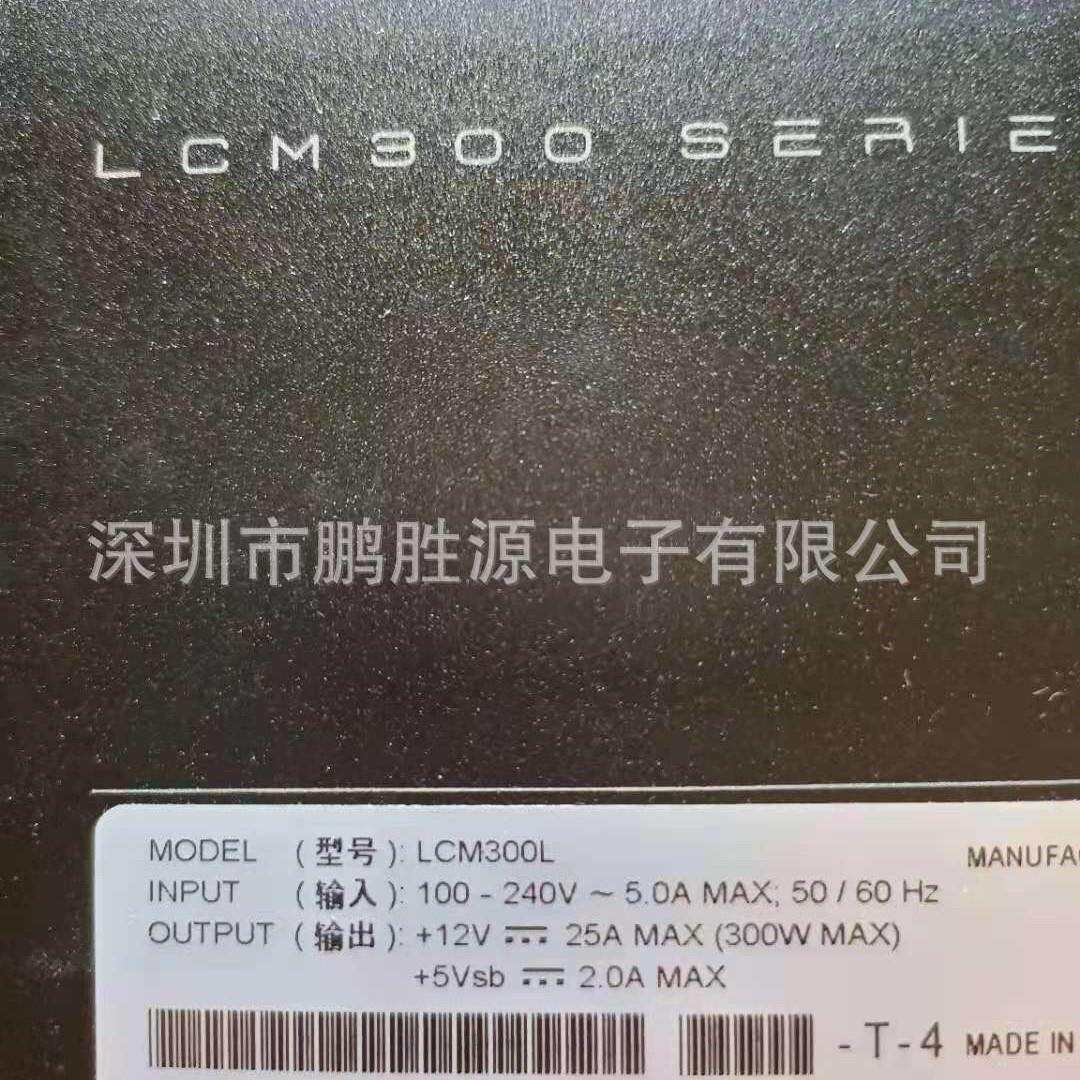 LCM300 SERIE
深圳市鹏胜源电子有限公司
MODEL (型号): LCM300L
MANUFA
INPUT (输入): 100 - 240V ~ 5.0A MAX; 50 / 60 Hz
OUTPUT (输出): +12V ⎓ 25A MAX (300W MAX)
+5Vsb ⎓ 2.0A MAX
-T-4 MADE IN